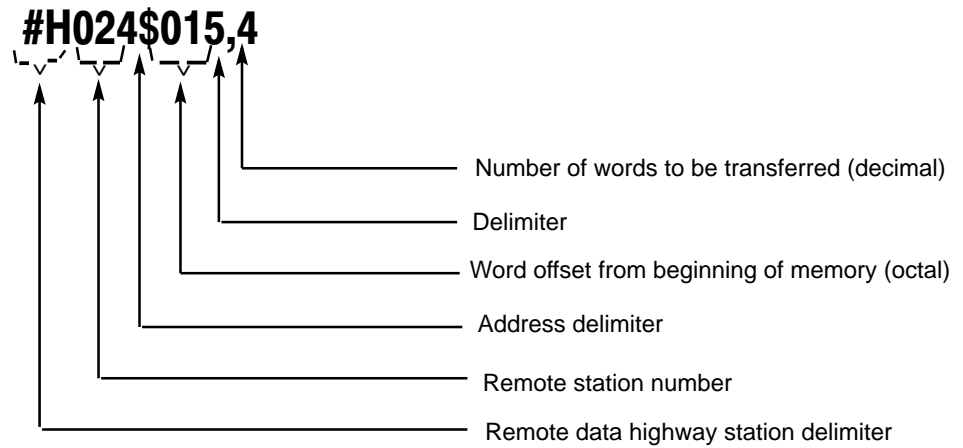 #H024$015,4
Number of words to be transferred (decimal)
Delimiter
Word offset from beginning of memory (octal)
Address delimiter
Remote station number
Remote data highway station delimiter